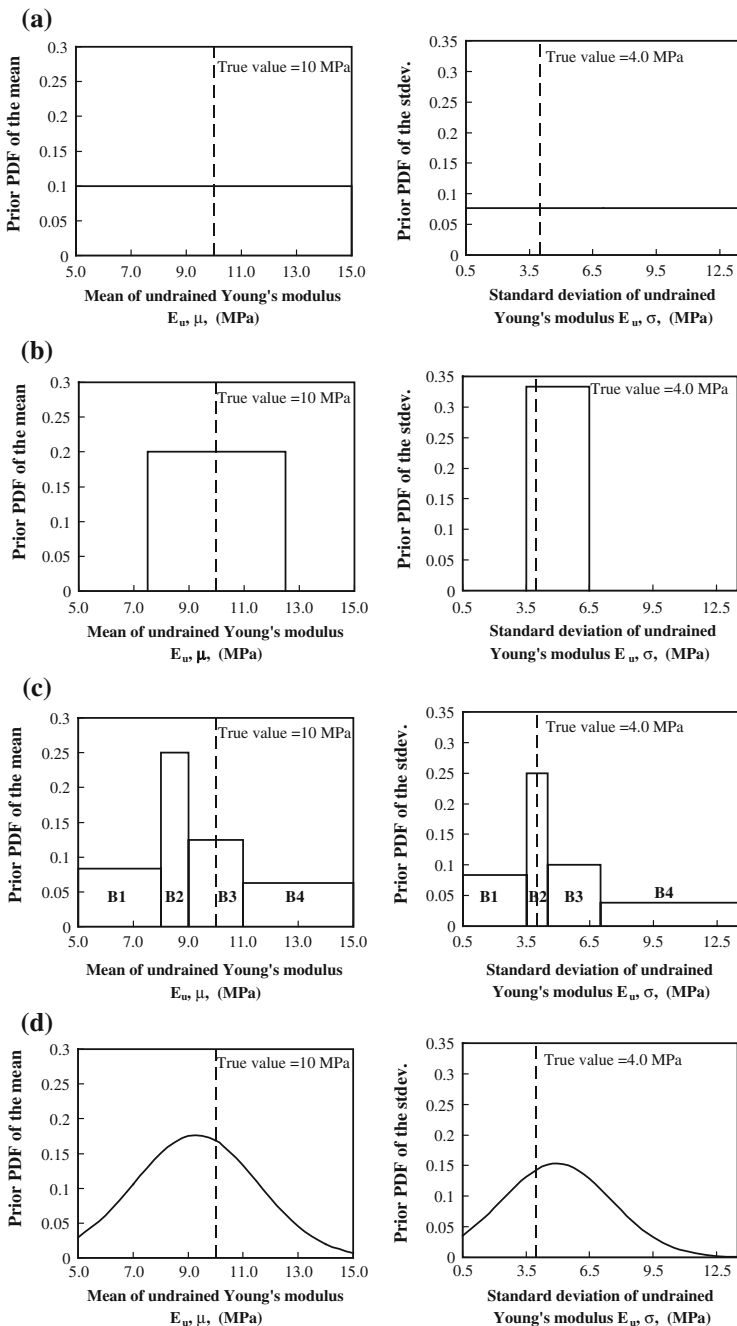 (a)
Prior PDF of the mean
0.3
0.25
0.2
0.15
0.1
0.05
0
True value =10 MPa
5.0 7.0 9.0 11.0 13.0 15.0
Mean of undrained Young's modulus
Eu, μ, (MPa)
Prior PDF of the stdev.
0.35
0.3
0.25
0.2
0.15
0.1
0.05
0
True value =4.0 MPa
0.5 3.5 6.5 9.5 12.5
Standard deviation of undrained
Young's modulus E u, σ, (MPa)
(b)
Prior PDF of the mean
0.3
0.25
0.2
0.15
0.1
0.05
0
True value =10 MPa
5.0 7.0 9.0 11.0 13.0 15.0
Mean of undrained Young's modulus
Eu, μ, (MPa)
Prior PDF of the stdev.
0.35
0.3
0.25
0.2
0.15
0.1
0.05
0
True value =4.0 MPa
0.5 3.5 6.5 9.5 12.5
Standard deviation of undrained
Young's modulus E u, σ, (MPa)
(c)
Prior PDF of the mean
0.3
0.25
0.2
0.15
0.1
0.05
0
True value =10 MPa
B1 B2 B3 B4
5.0 7.0 9.0 11.0 13.0 15.0
Mean of undrained Young's modulus
Eu, μ, (MPa)
Prior PDF of the stdev.
0.35
0.3
0.25
0.2
0.15
0.1
0.05
0
True value =4.0 MPa
B1 B2 B3 B4
0.5 3.5 6.5 9.5 12.5
Standard deviation of undrained
Young's modulus E u, σ, (MPa)
(d)
Prior PDF of the mean
0.3
0.25
0.2
0.15
0.1
0.05
0
True value =10 MPa
5.0 7.0 9.0 11.0 13.0 15.0
Mean of undrained Young's modulus
Eu, μ, (MPa)
Prior PDF of the stdev.
0.35
0.3
0.25
0.2
0.15
0.1
0.05
0
True value =4.0 MPa
0.5 3.5 6.5 9.5 12.5
Standard deviation of undrained
Young's modulus E u, σ, (MPa)